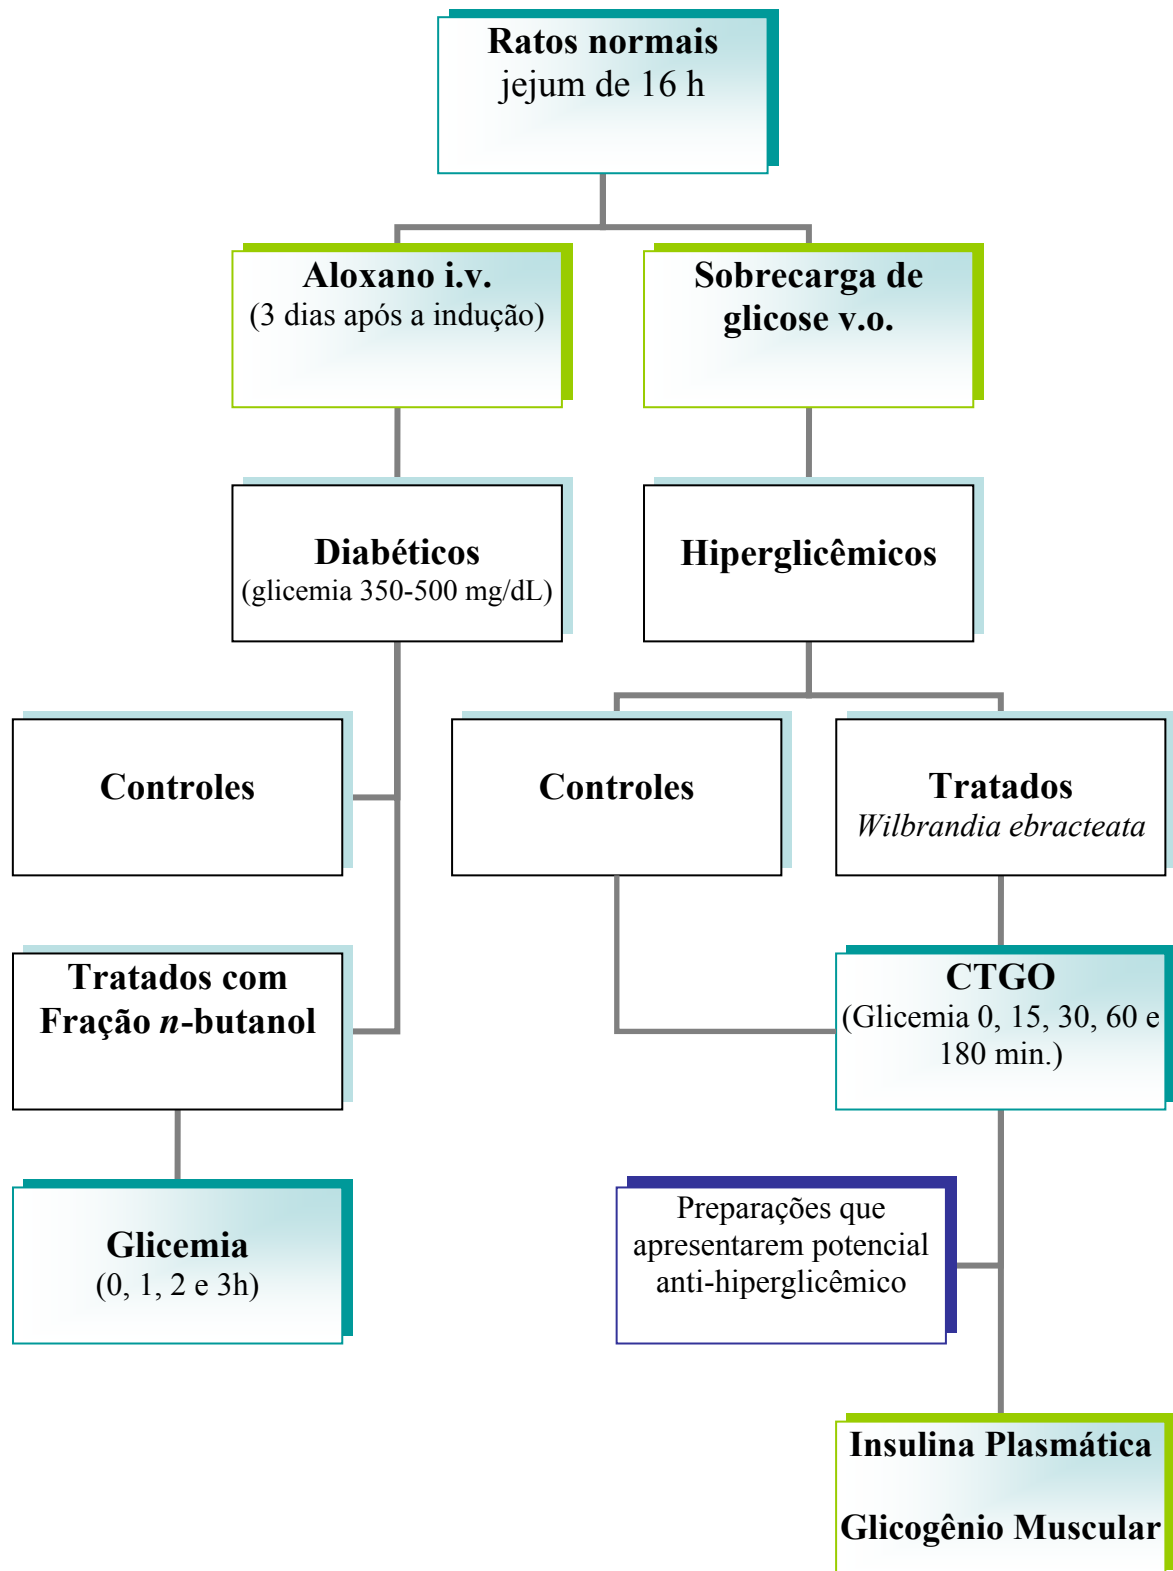 Ratos normais
jejum de 16 h
Aloxano i.v.
(3 dias após a indução)
Sobrecarga de
glicose v.o.
Diabéticos
(glicemia 350-500 mg/dL)
Hiperglicêmicos
Controles
Controles
Tratados
Wilbrandia ebracteata
Tratados com
Fração n-butanol
CTGO
(Glicemia 0, 15, 30, 60 e
180 min.)
Glicemia
(0, 1, 2 e 3h)
Preparações que
apresentarem potencial
anti-hiperglicêmico
Insulina Plasmática
Glicogênio Muscular